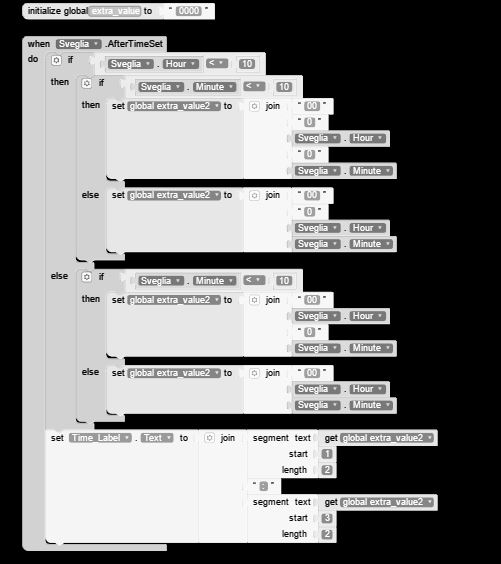 initialize global extra_value to " 0000 "
when Sveglia .AfterTimeSet
do if Sveglia . Hour < 10
then if Sveglia . Minute < 10
then set global extra_value2 to join " 00 "
" 0 "
Sveglia . Hour
" 0 "
Sveglia . Minute
else set global extra_value2 to join " 00 "
" 0 "
Sveglia . Hour
Sveglia . Minute
else if Sveglia . Minute < 10
then set global extra_value2 to join " 00 "
Sveglia . Hour
" 0 "
Sveglia . Minute
else set global extra_value2 to join " 00 "
Sveglia . Hour
Sveglia . Minute
set Time_Label . Text to join segment text get global extra_value2
start 1
length 2
" : "
segment text get global extra_value2
start 3
length 2